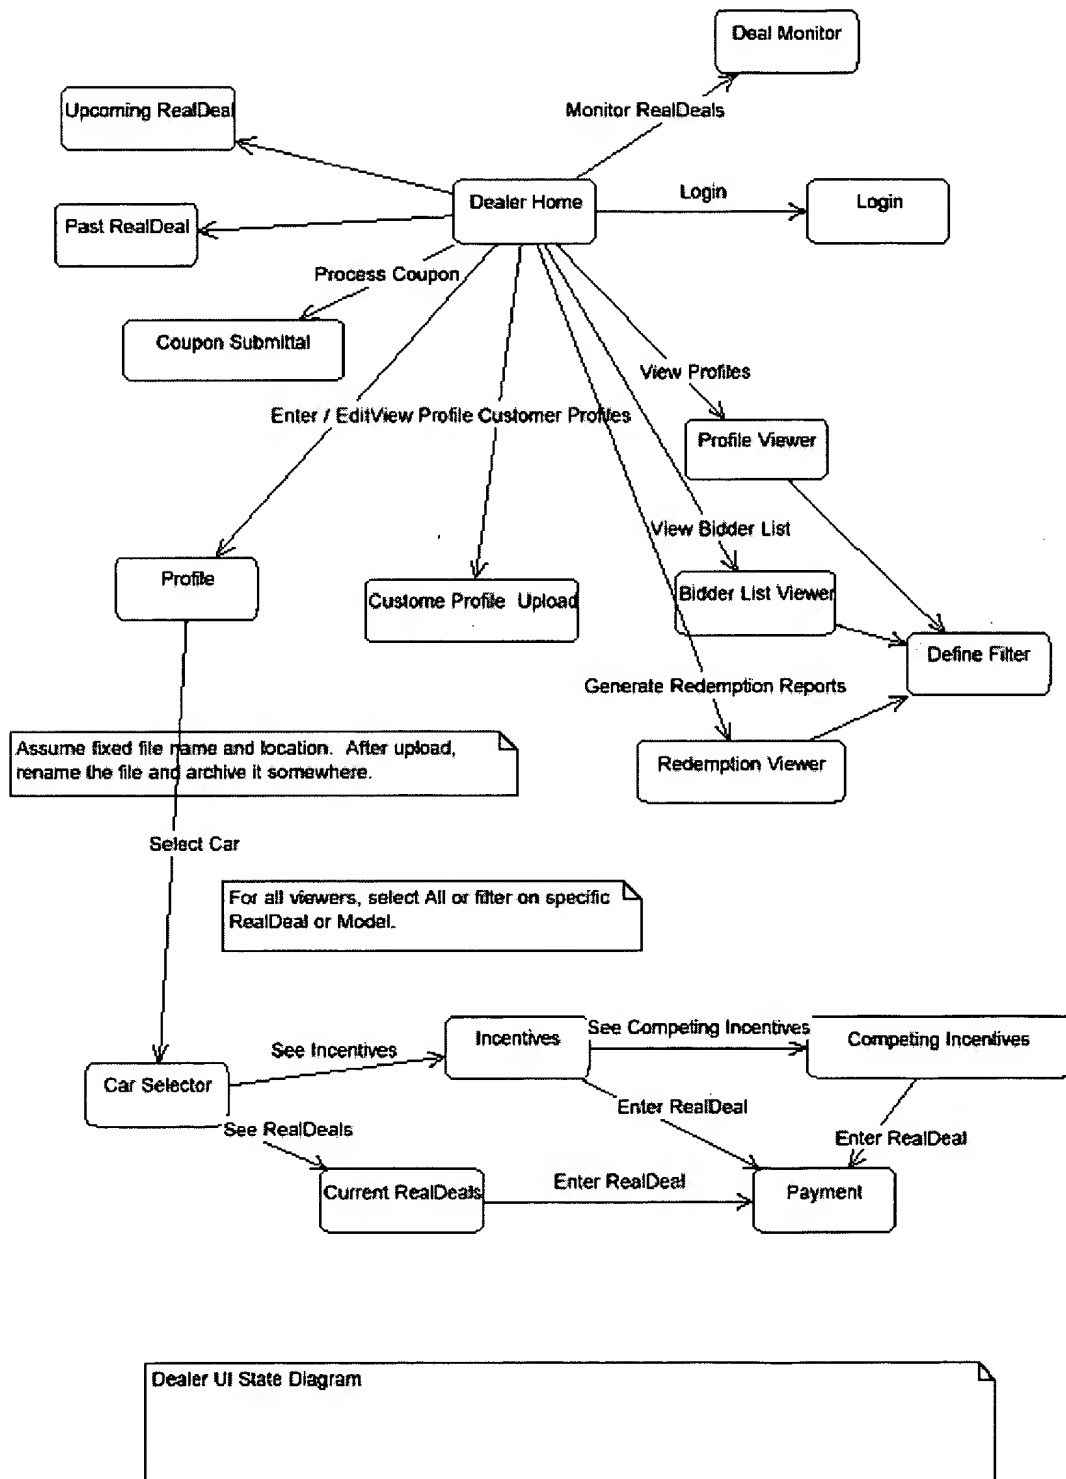 Deal Monitor
Upcoming RealDeal
Monitor RealDeals
Dealer Home
Login
Login
Past RealDeal
Process Coupon
Coupon Submittal
View Profiles
Enter / EditView Profile Customer Profiles
Profile Viewer
View Bidder List
Profile
Custome Profile Upload
Bidder List Viewer
Define Filter
Generate Redemption Reports
Assume fixed file name and location. After upload,
rename the file and archive it somewhere.
Redemption Viewer
Select Car
For all viewers, select All or filter on specific
RealDeal or Model.
See Incentives
Incentives
See Competing Incentives
Competing Incentives
Car Selector
Enter RealDeal
See RealDeals
Enter RealDeal
Current RealDeals
Enter RealDeal
Payment
Dealer UI State Diagram